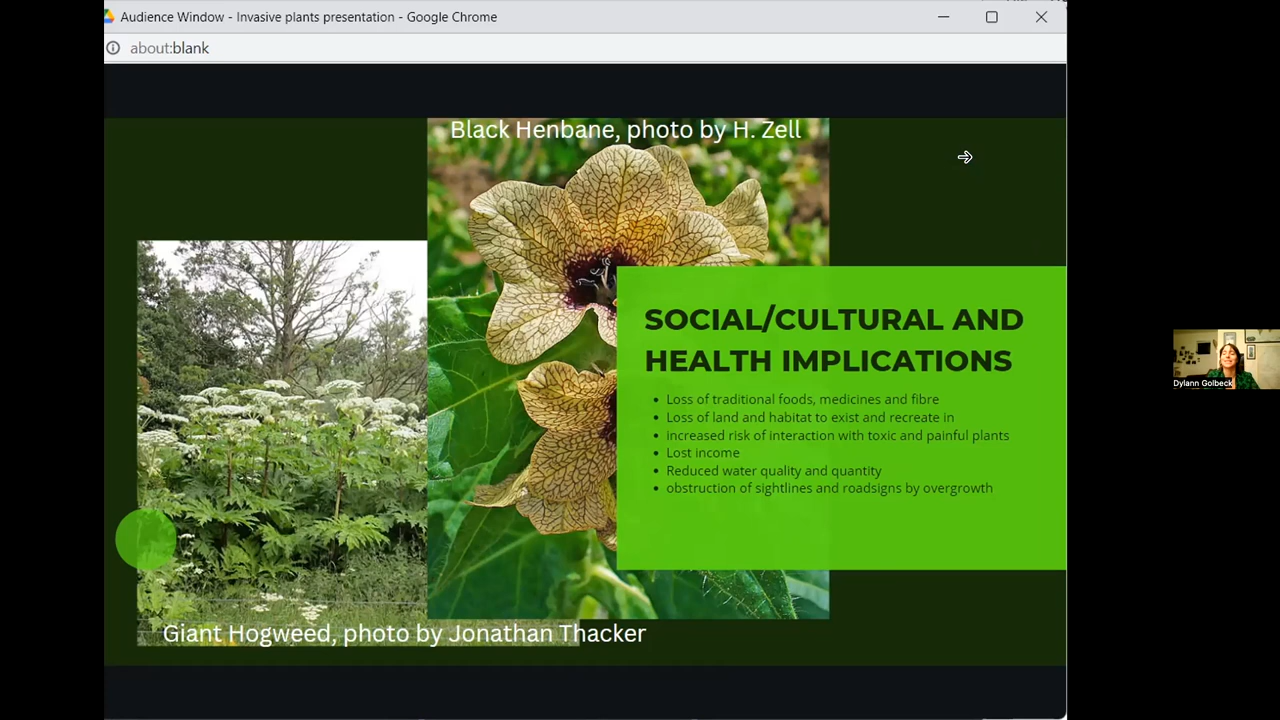 Audience Window - Invasive plants presentation - Google Chrome
about:blank
Black Henbane, photo by H. Zell
SOCIAL/CULTURAL AND
HEALTH IMPLICATIONS
• Loss of traditional foods, medicines and fibre
• Loss of land and habitat to exist and recreate in
• increased risk of interaction with toxic and painful plants
• Lost income
• Reduced water quality and quantity
• obstruction of sightlines and roadsigns by overgrowth
Giant Hogweed, photo by Jonathan Thacker
Dylann Golbeck